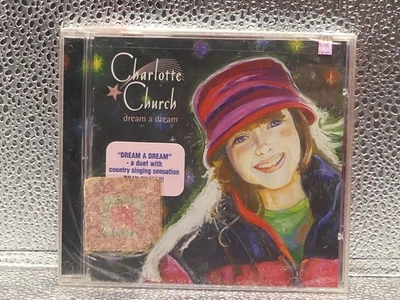 Charlotte
Church
dream a dream
"DREAM A DREAM"
- a duet with
country singing sensation